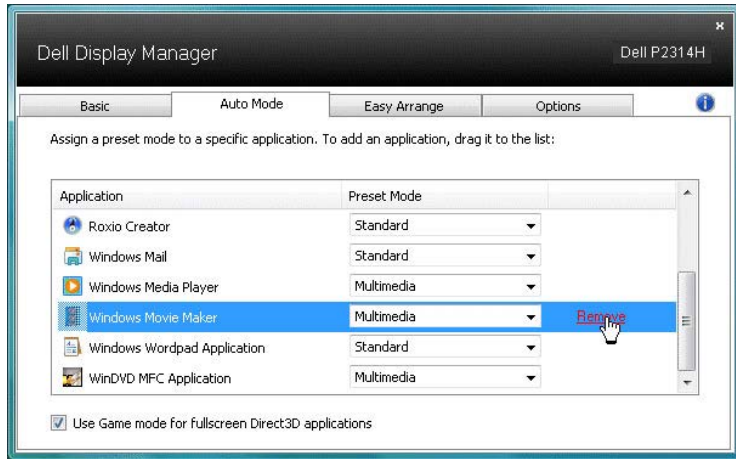 Dell Display Manager Dell P2314H
Basic Auto Mode Easy Arrange Options
Assign a preset mode to a specific application. To add an application, drag it to the list:
Application Preset Mode
Roxio Creator Standard
Windows Mail Standard
Windows Media Player Multimedia
Windows Movie Maker Multimedia Remove
Windows Wordpad Application Standard
WinDVD MFC Application Multimedia
Use Game mode for fullscreen Direct3D applications